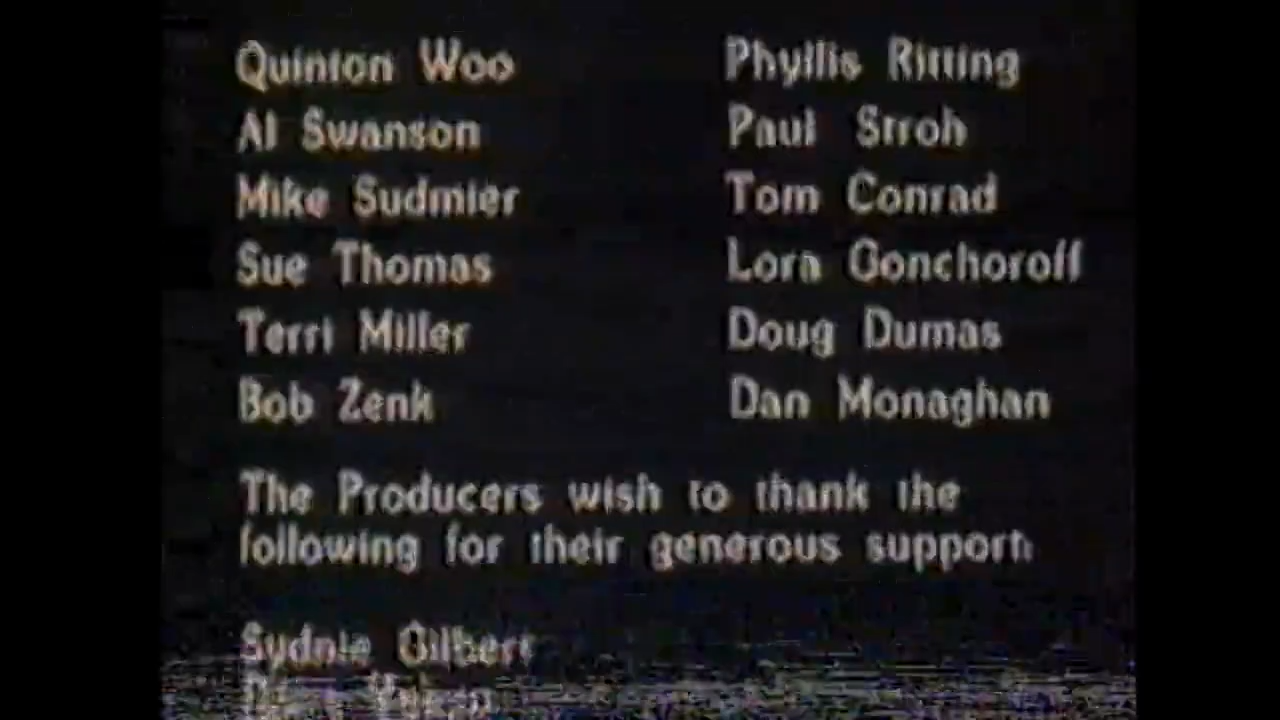 Quinton Woo Phyllis Ritting
Al Swanson Paul Stroh
Mike Sudmier Tom Conrad
Sue Thomas Lora Gonchoroff
Terri Miller Doug Dumas
Bob Zenk Dan Monaghan
The Producers wish to thank the
following for their generous support:
Sydnie Gilbert